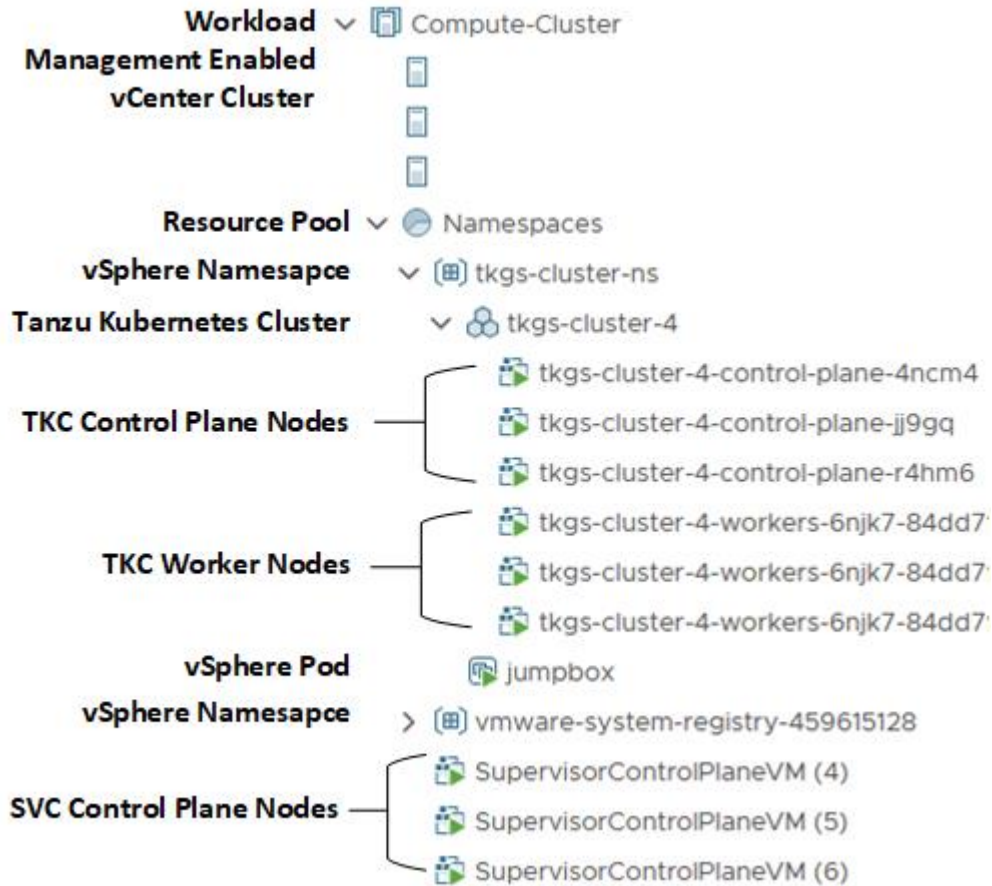 Workload
Management Enabled
vCenter Cluster
Compute-Cluster
Resource Pool
Namespaces
vSphere Namesapce
tkgs-cluster-ns
Tanzu Kubernetes Cluster
tkgs-cluster-4
TKC Control Plane Nodes
tkgs-cluster-4-control-plane-4ncm4
tkgs-cluster-4-control-plane-jj9gq
tkgs-cluster-4-control-plane-r4hm6
TKC Worker Nodes
tkgs-cluster-4-workers-6njk7-84dd7
tkgs-cluster-4-workers-6njk7-84dd7
tkgs-cluster-4-workers-6njk7-84dd7
vSphere Pod
jumpbox
vSphere Namesapce
vmware-system-registry-459615128
SVC Control Plane Nodes
SupervisorControlPlaneVM (4)
SupervisorControlPlaneVM (5)
SupervisorControlPlaneVM (6)